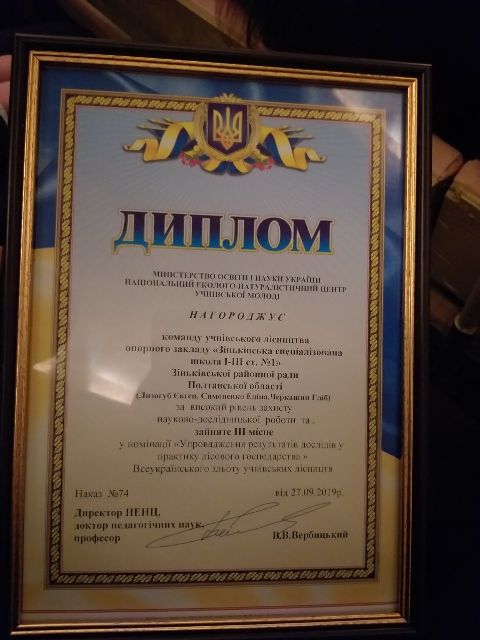 ДИПЛОМ
МІНІСТЕРСТВО ОСВІТИ І НАУКИ УКРАЇНИ
НАЦІОНАЛЬНИЙ ЕКОЛОГО-НАТУРАЛІСТИЧНИЙ ЦЕНТР
УЧНІВСЬКОЇ МОЛОДІ
НАГОРОДЖУЄ
команду учнівського лісництва
опорного закладу «Зіньківська спеціалізована
школа І-ІІІ ст. №1»
Зіньківської районної ради
Полтавської області
(Лизогуб Євген, Симоненко Еліна, Черкашин Гліб)
за високий рівень захисту
науково-дослідницької роботи та ,
зайняте ІІІ місце
у номінації «Упровадження результатів дослідів у
практику лісового господарства»
Всеукраїнського зльоту учнівських лісництв
Наказ №74 від 27.09.2019р.
Директор НЕНЦ,
доктор педагогічних наук,
професор В.В.Вербицький